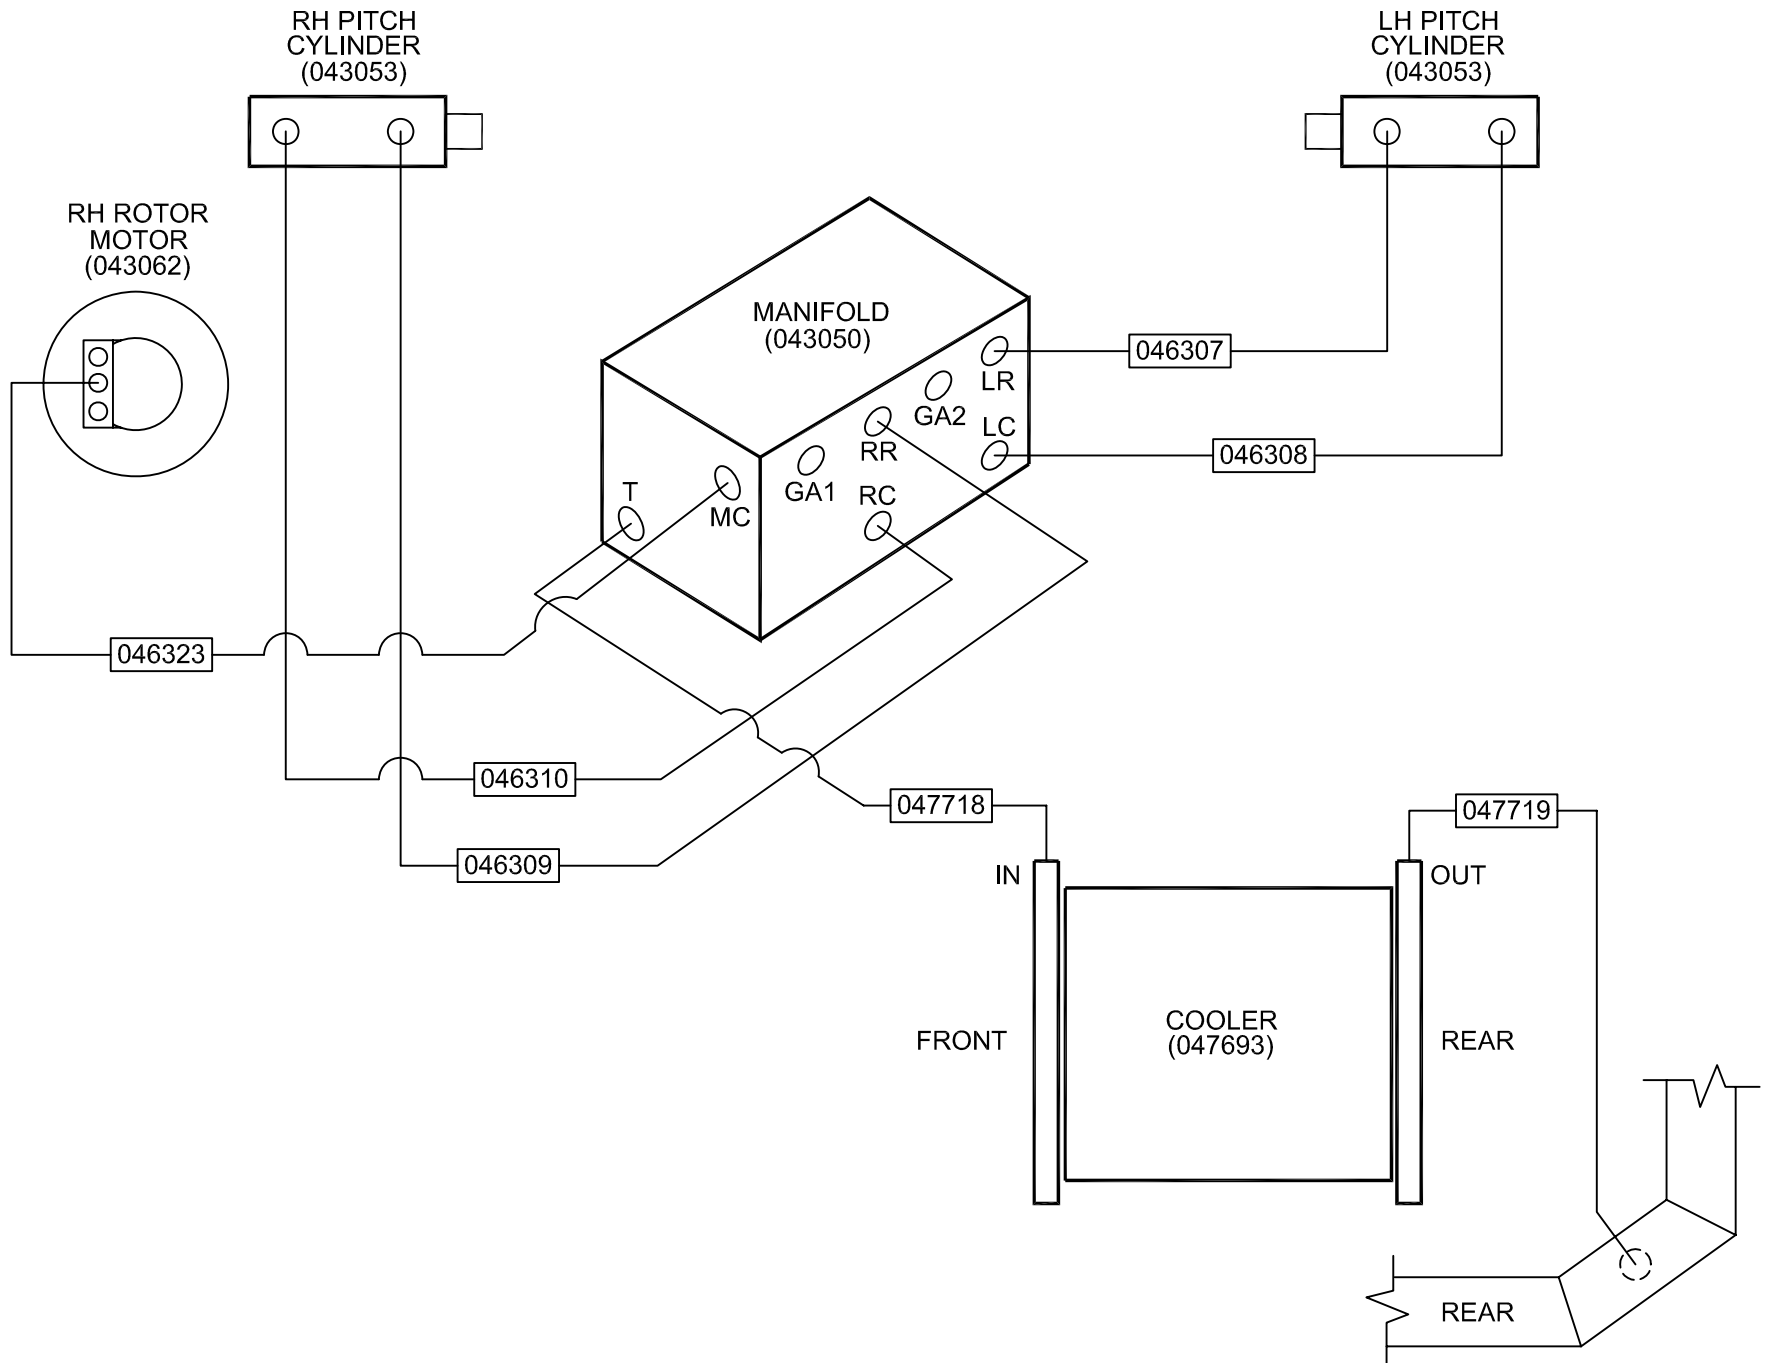 RH PITCH
CYLINDER
(043053)
LH PITCH
CYLINDER
(043053)
RH ROTOR
MOTOR
(043062)
MANIFOLD
(043050)
LR
046307
GA2
LC
046308
RR
GA1
RC
T
MC
046323
046310
046309
047718
047719
IN
OUT
COOLER
(047693)
FRONT
REAR
REAR